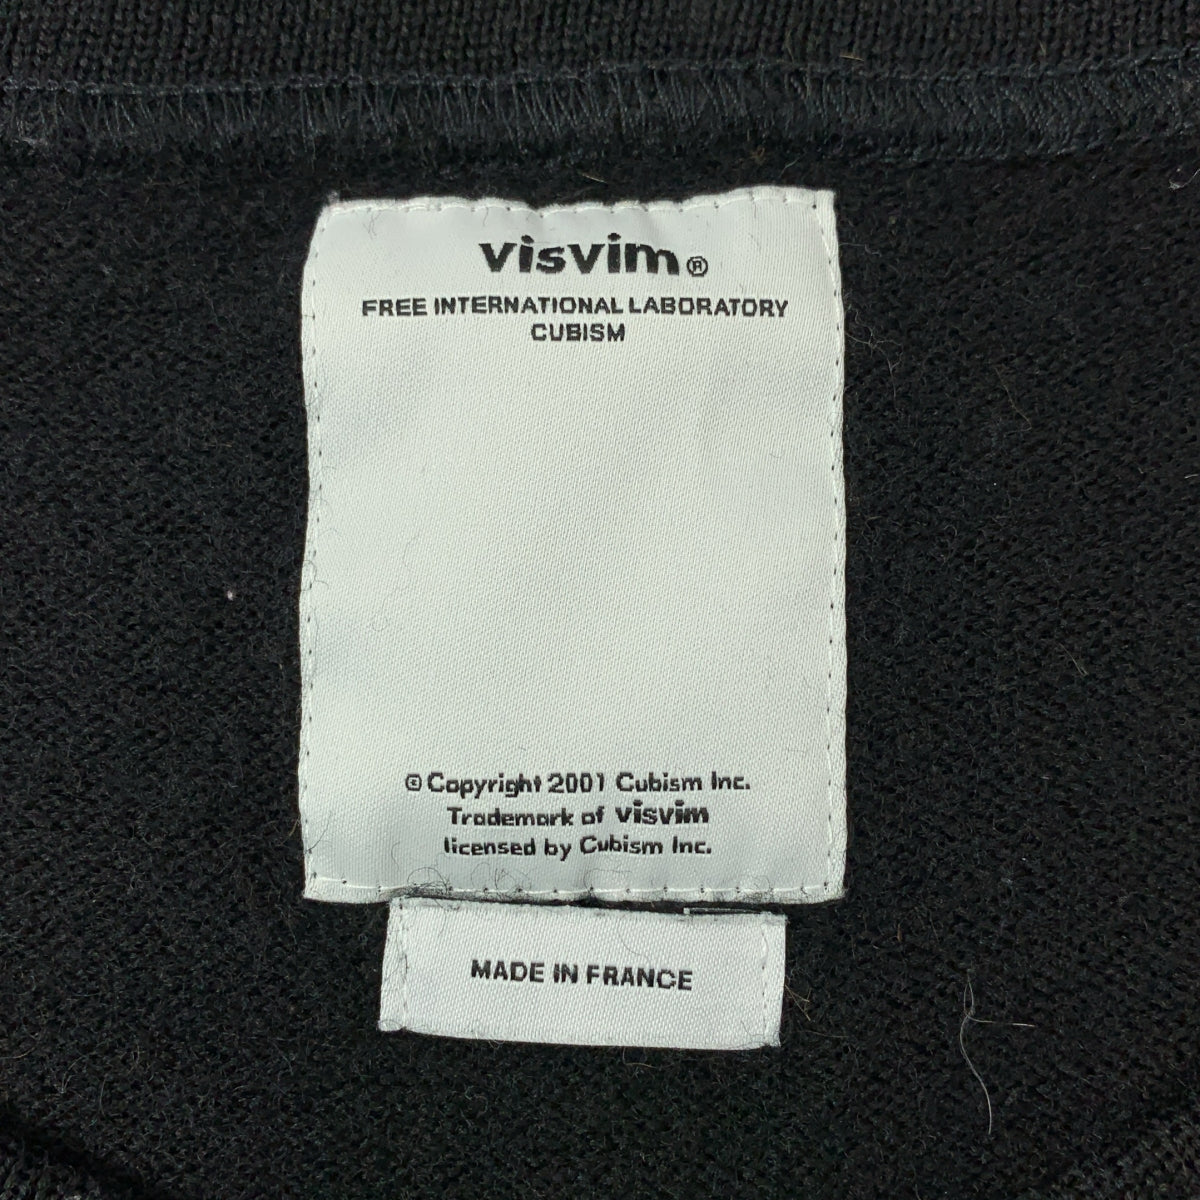 visvim®
FREE INTERNATIONAL LABORATORY
CUBISM
© Copyright 2001 Cubism Inc.
Trademark of visvim
licensed by Cubism Inc.
MADE IN FRANCE